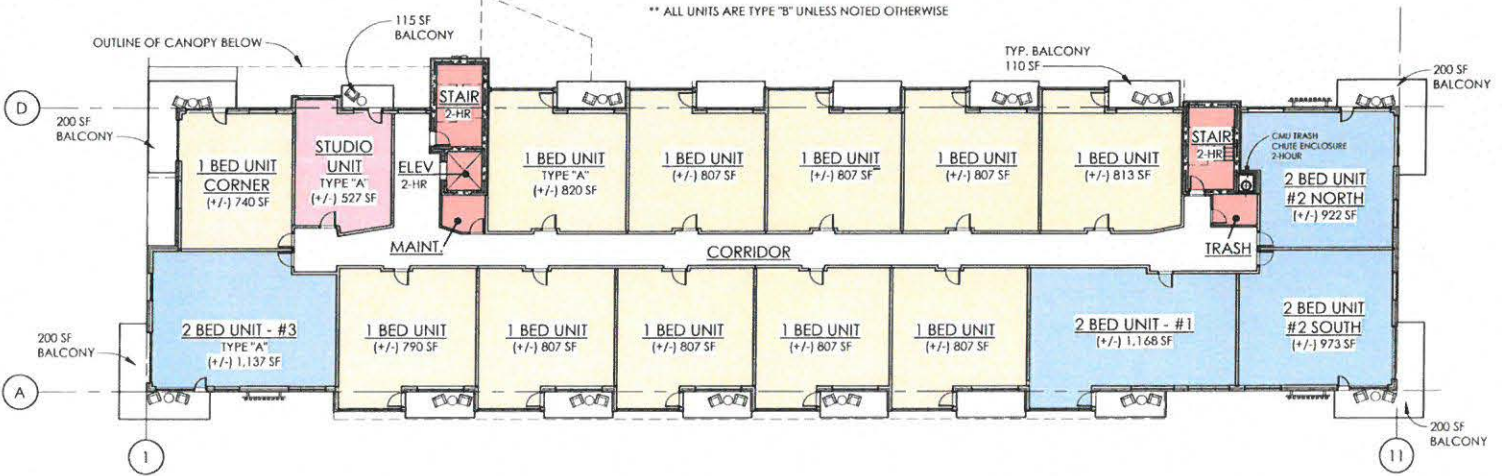 ** ALL UNITS ARE TYPE "B" UNLESS NOTED OTHERWISE
115 SF
BALCONY
OUTLINE OF CANOPY BELOW
TYP. BALCONY
110 SF
200 SF
BALCONY
D
200 SF
BALCONY
STAIR
2-HR
STAIR
2-HR
CMU TRASH
CHUTE ENCLOSURE
2-HOUR
1 BED UNIT
CORNER
(+/-) 740 SF
STUDIO
UNIT
TYPE "A"
(+/-) 527 SF
ELEV
2-HR
1 BED UNIT
TYPE "A"
(+/-) 820 SF
1 BED UNIT
(+/-) 807 SF
1 BED UNIT
(+/-) 807 SF
1 BED UNIT
(+/-) 807 SF
1 BED UNIT
(+/-) 813 SF
2 BED UNIT
#2 NORTH
(+/-) 922 SF
MAINT.
CORRIDOR
TRASH
200 SF
BALCONY
2 BED UNIT - #3
TYPE "A"
(+/-) 1,137 SF
1 BED UNIT
(+/-) 790 SF
1 BED UNIT
(+/-) 807 SF
1 BED UNIT
(+/-) 807 SF
1 BED UNIT
(+/-) 807 SF
1 BED UNIT
(+/-) 807 SF
2 BED UNIT - #1
(+/-) 1,168 SF
2 BED UNIT
#2 SOUTH
(+/-) 973 SF
A
200 SF
BALCONY
1
11